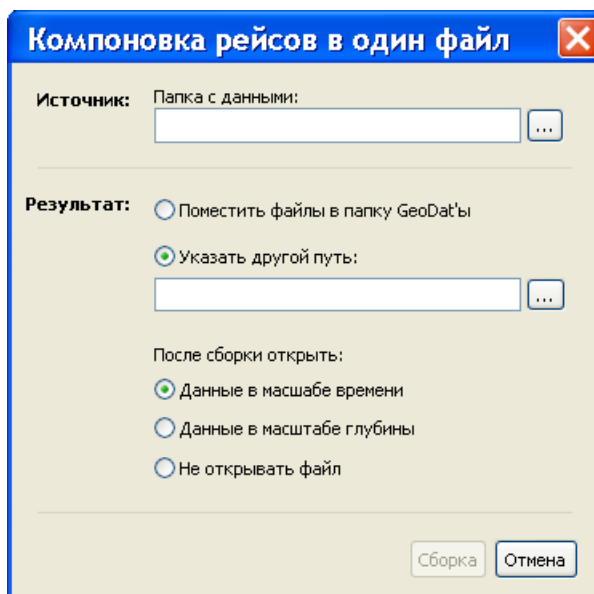 Компоновка рейсов в один файл
Источник:
Папка с данными:
...
Результат:
Поместить файлы в папку GeoDat'ы
Указать другой путь:
...
После сборки открыть:
Данные в масшабе времени
Данные в масштабе глубины
Не открывать файл
Сборка
Отмена